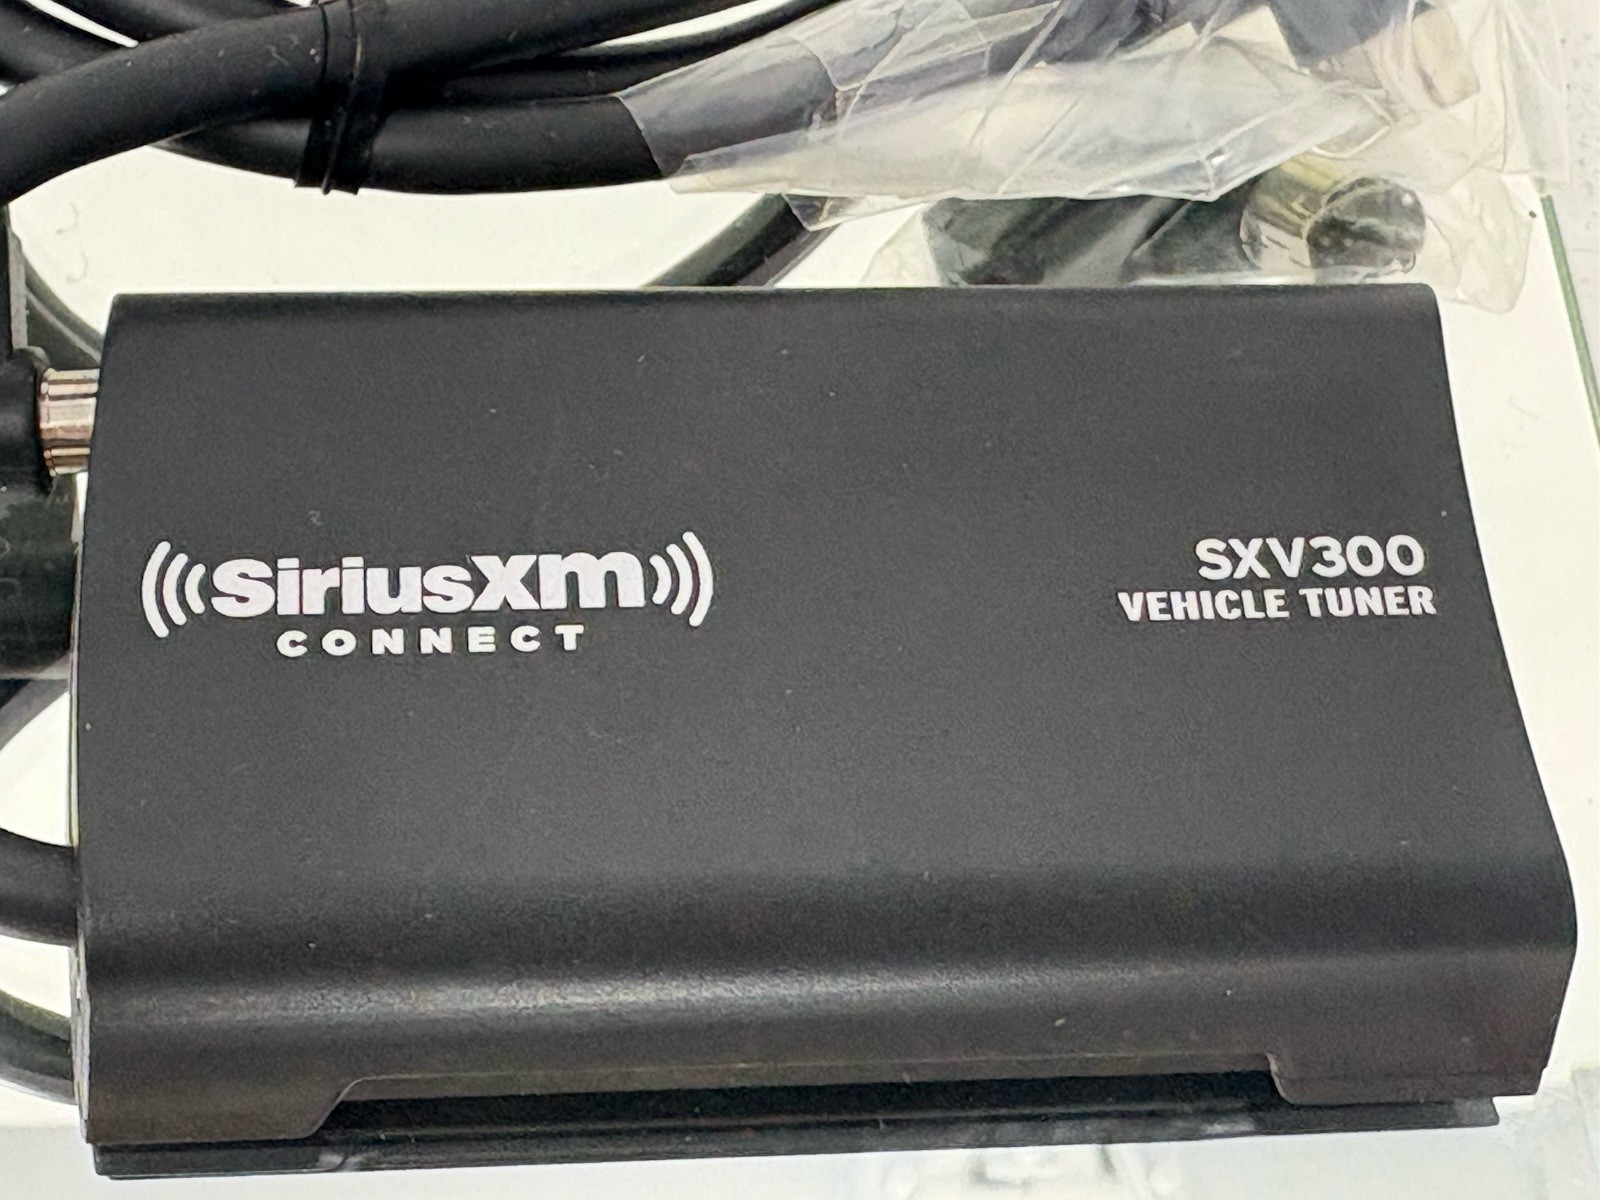 SiriusXM
CONNECT
SXV300
VEHICLE TUNER